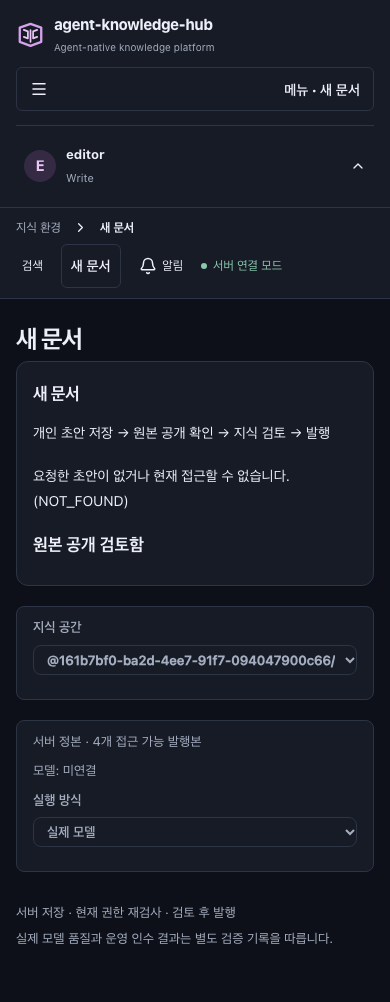 agent-knowledge-hub
Agent-native knowledge platform
메뉴 · 새 문서
E
editor
Write
지식 환경 > 새 문서
검색 새 문서 알림 서버 연결 모드
새 문서
새 문서
개인 초안 저장 → 원본 공개 확인 → 지식 검토 → 발행
요청한 초안이 없거나 현재 접근할 수 없습니다.
(NOT_FOUND)
원본 공개 검토함
지식 공간
@161b7bf0-ba2d-4ee7-91f7-094047900c66/
서버 정본 · 4개 접근 가능 발행본
모델: 미연결
실행 방식
실제 모델
서버 저장 · 현재 권한 재검사 · 검토 후 발행
실제 모델 품질과 운영 인수 결과는 별도 검증 기록을 따릅니다.